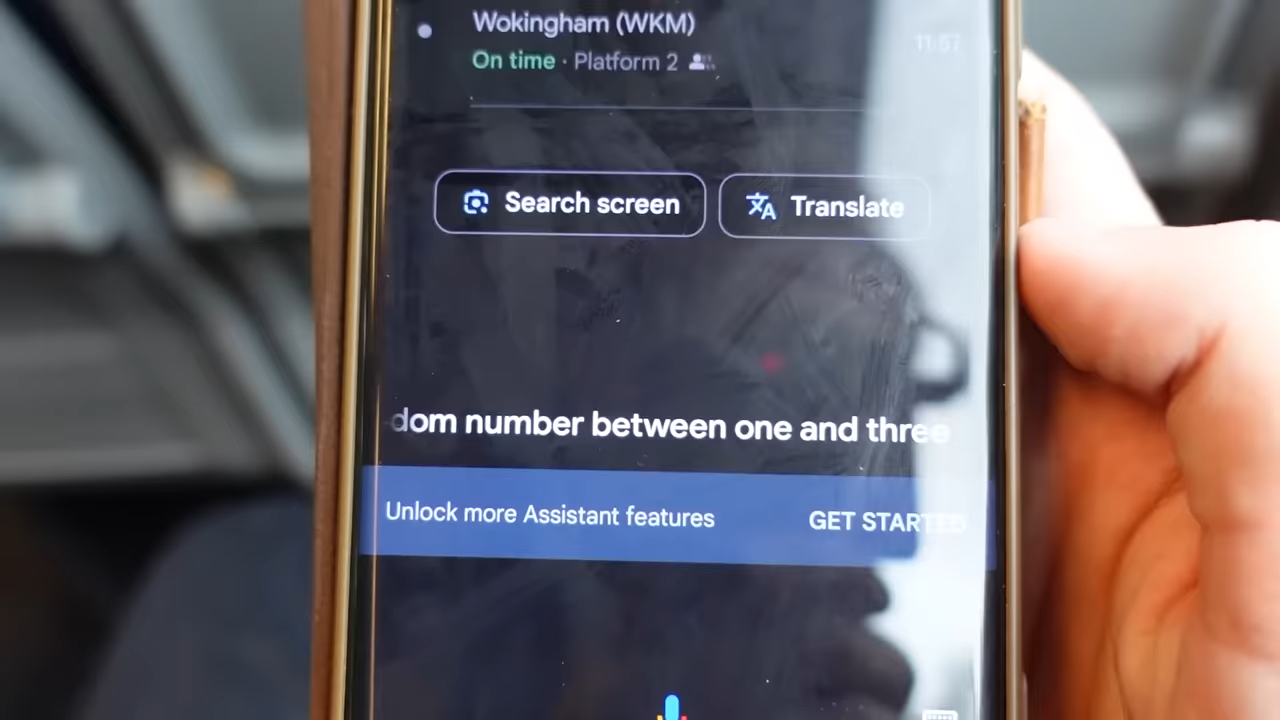 Wokingham (WKM)
11:57
On time · Platform 2
Search screen
Translate
dom number between one and three
Unlock more Assistant features
GET STARTED